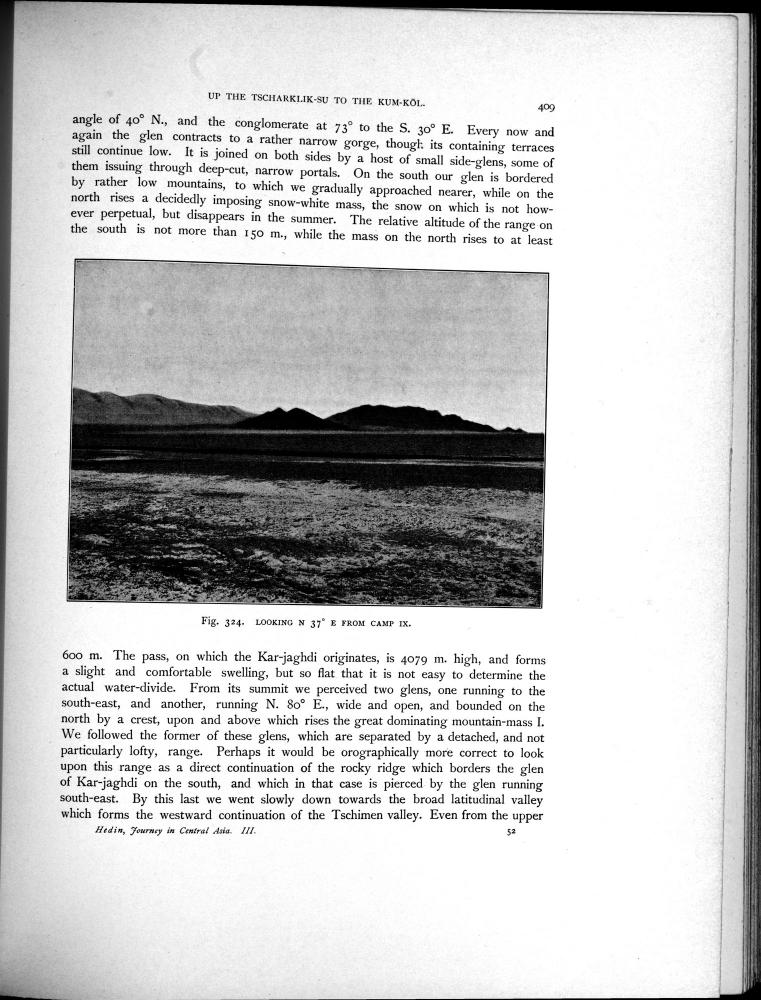 UP THE TSCHARKLIK-SU TO THE KUM-KÖL.
409
angle of 40° N., and the conglomerate at 73° to the S. 30° E. Every now and
again the glen contracts to a rather narrow gorge, though its containing terraces
still continue low. It is joined on both sides by a host of small side-glens, some of
them issuing through deep-cut, narrow portals. On the south our glen is bordered
by rather low mountains, to which we gradually approached nearer, while on the
north rises a decidedly imposing snow-white mass, the snow on which is not how-
ever perpetual, but disappears in the summer. The relative altitude of the range on
the south is not more than 150 m., while the mass on the north rises to at least
Fig. 324. LOOKING N 37° E FROM CAMP IX.
600 m. The pass, on which the Kar-jaghdi originates, is 4079 m. high, and forms
a slight and comfortable swelling, but so flat that it is not easy to determine the
actual water-divide. From its summit we perceived two glens, one running to the
south-east, and another, running N. 80° E., wide and open, and bounded on the
north by a crest, upon and above which rises the great dominating mountain-mass I.
We followed the former of these glens, which are separated by a detached, and not
particularly lofty, range. Perhaps it would be orographically more correct to look
upon this range as a direct continuation of the rocky ridge which borders the glen
of Kar-jaghdi on the south, and which in that case is pierced by the glen running
south-east. By this last we went slowly down towards the broad latitudinal valley
which forms the westward continuation of the Tschimen valley. Even from the upper
Hedin, Journey in Central Asia. III.
52